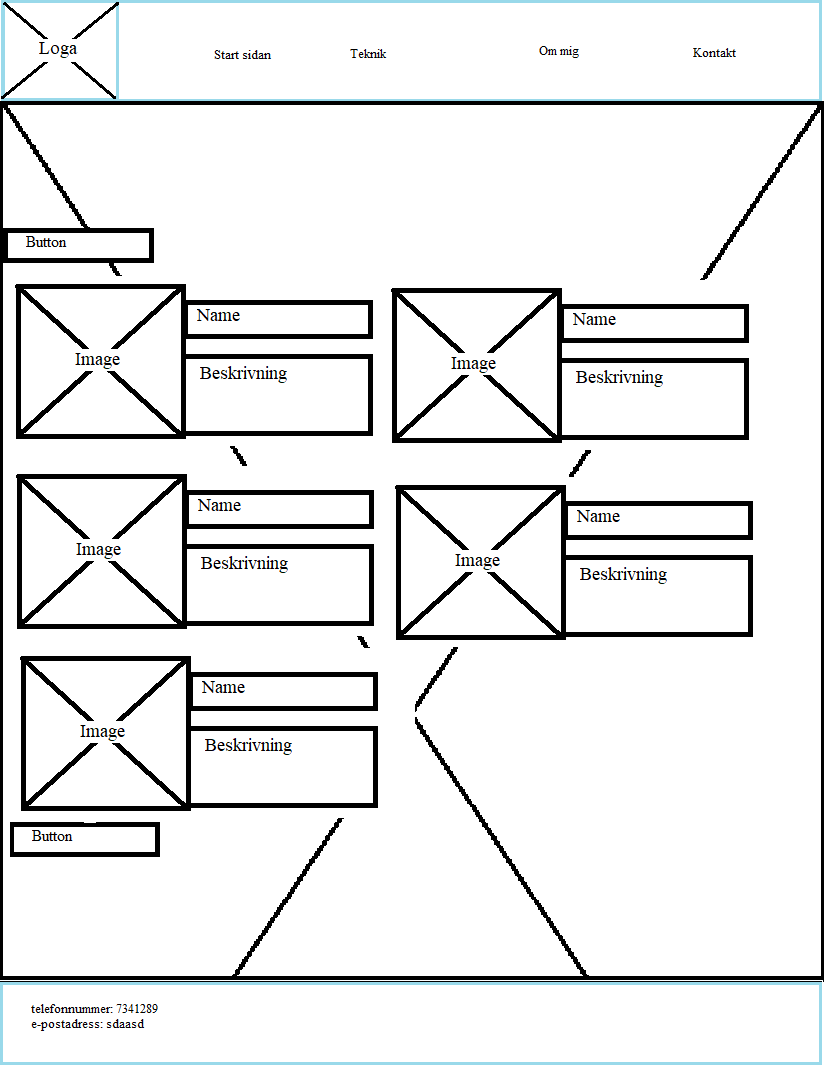 Loga
Start sidan
Teknik
Om mig
Kontakt
Button
Image
Name
Beskrivning
Image
Name
Beskrivning
Image
Name
Beskrivning
Image
Name
Beskrivning
Image
Name
Beskrivning
Button
telefonnummer: 7341289
e-postadress: sdaasd